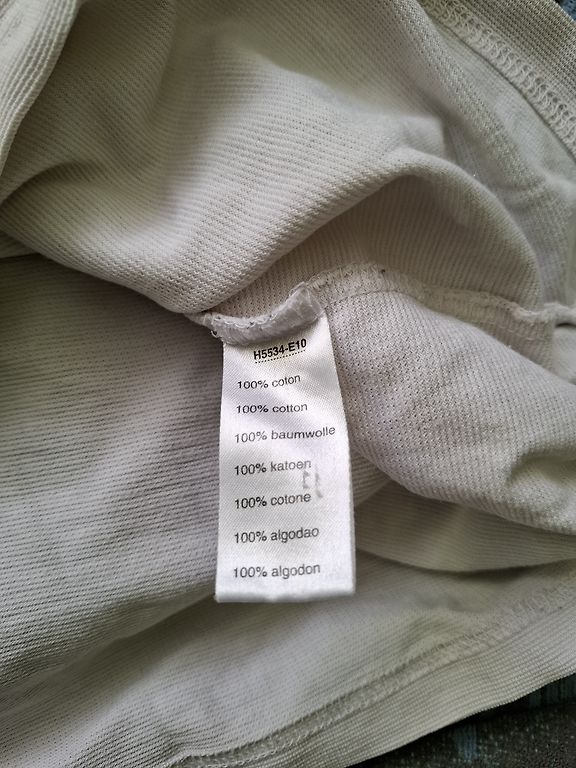 H5534-E10
100% coton
100% cotton
100% baumwolle
100% katoen
100% cotone
100% algodao
100% algodon